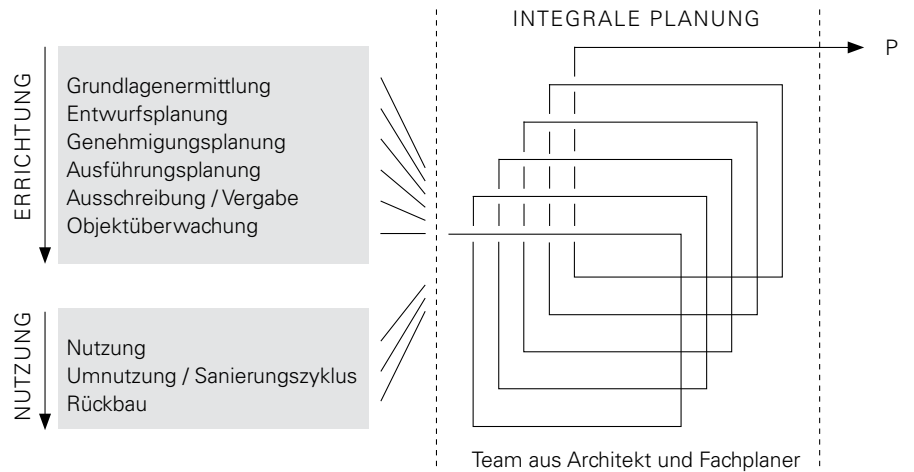 INTEGRALE PLANUNG
P
ERRICHTUNG
Grundlagenermittlung
Entwurfsplanung
Genehmigungsplanung
Ausführungsplanung
Ausschreibung / Vergabe
Objektüberwachung
NUTZUNG
Nutzung
Umnutzung / Sanierungszyklus
Rückbau
Team aus Architekt und Fachplaner